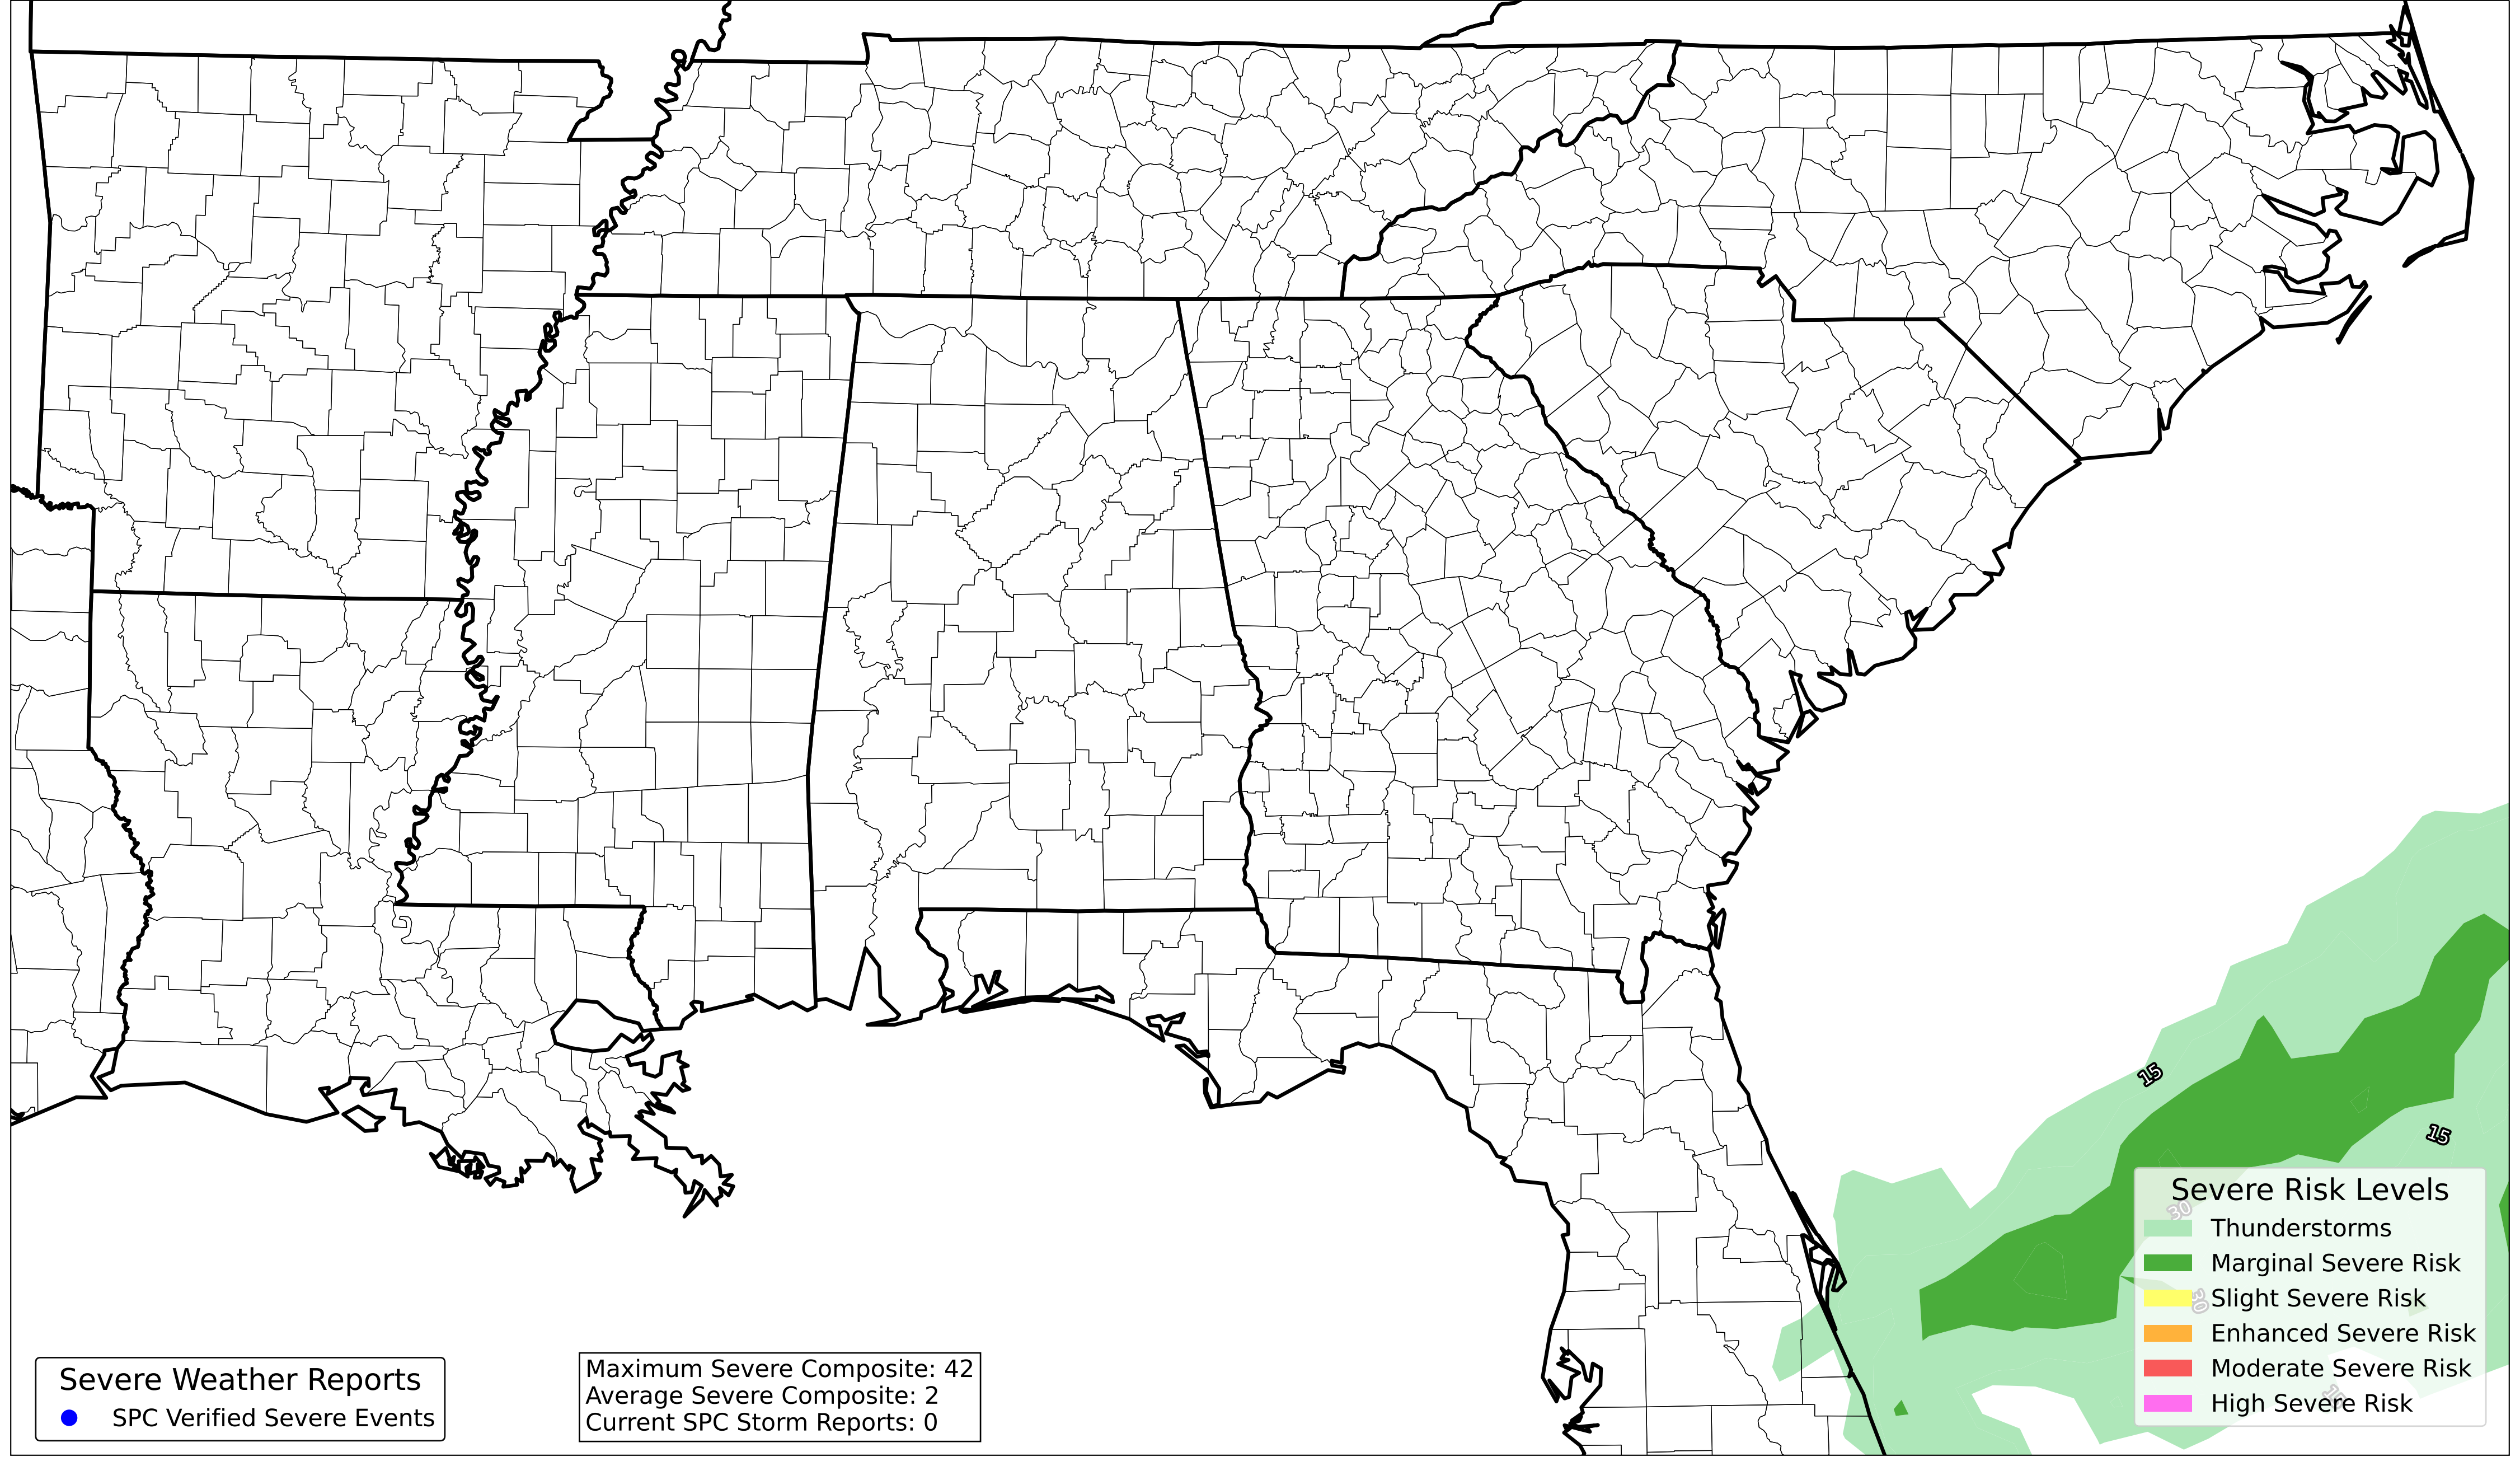 15
15
Severe Risk Levels
30
Thunderstorms
Marginal Severe Risk
30
Slight Severe Risk
Enhanced Severe Risk
Moderate Severe Risk
High Severe Risk
Severe Weather Reports
SPC Verified Severe Events
Maximum Severe Composite: 42
Average Severe Composite: 2
Current SPC Storm Reports: 0